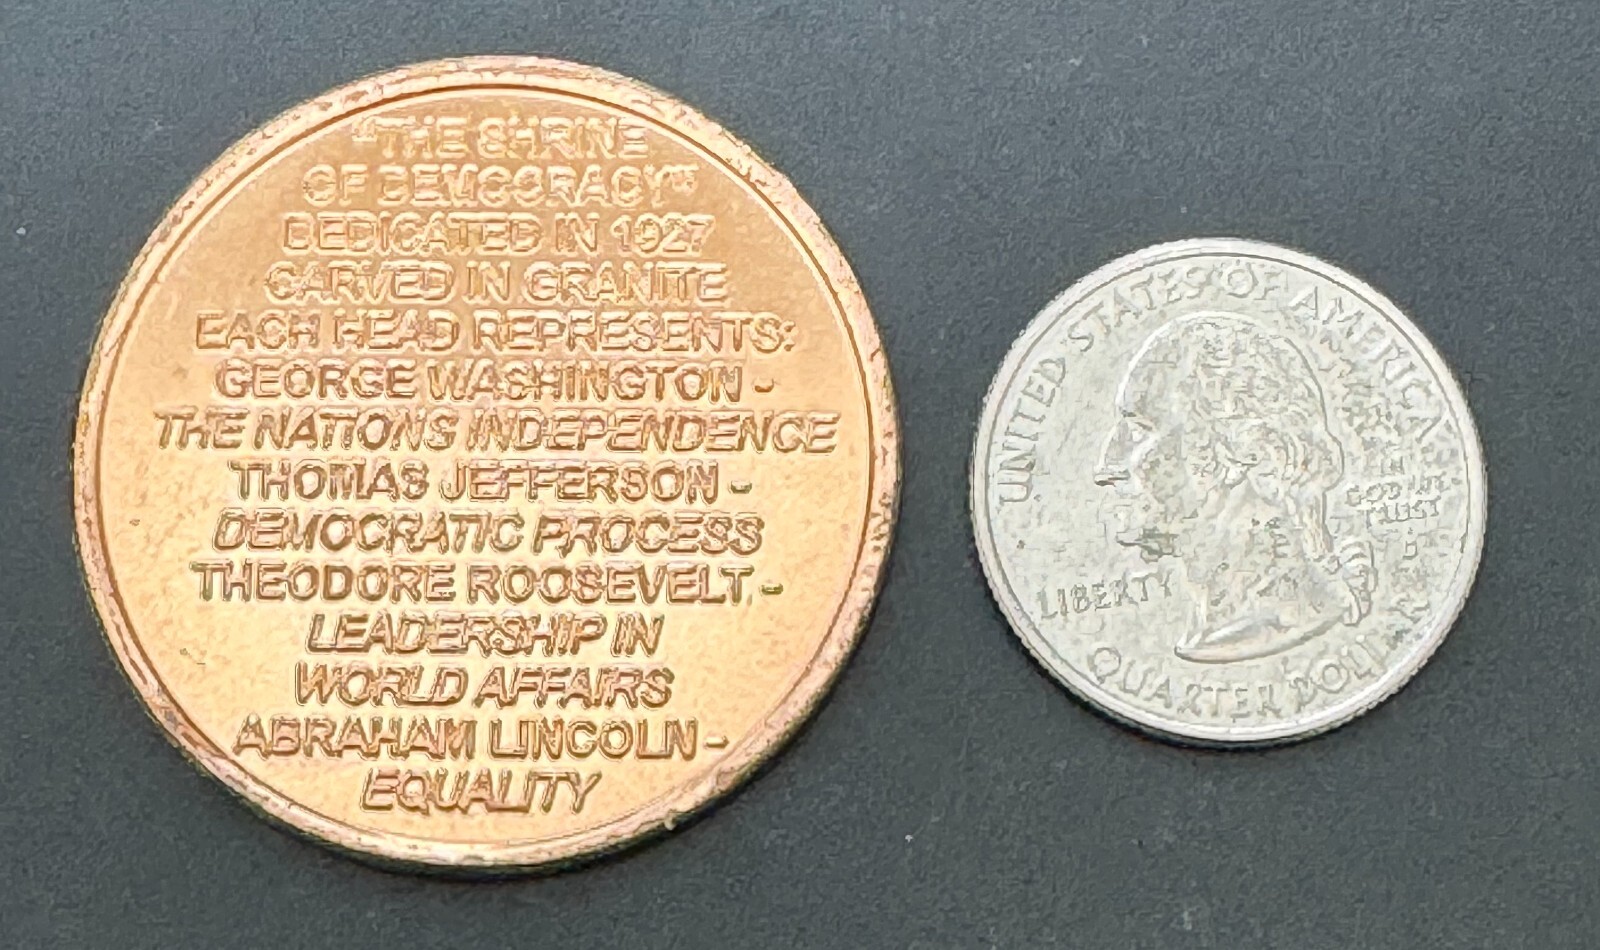 "THE SHRINE
OF DEMOCRACY"
DEDICATED IN 1927
CARVED IN GRANITE
EACH HEAD REPRESENTS:
GEORGE WASHINGTON -
THE NATIONS INDEPENDENCE
THOMAS JEFFERSON -
DEMOCRATIC PROCESS
THEODORE ROOSEVELT -
LEADERSHIP IN
WORLD AFFAIRS
ABRAHAM LINCOLN -
EQUALITY
UNITED STATES OF AMERICA
LIBERTY
IN
GOD WE
TRUST
QUARTER DOLLAR